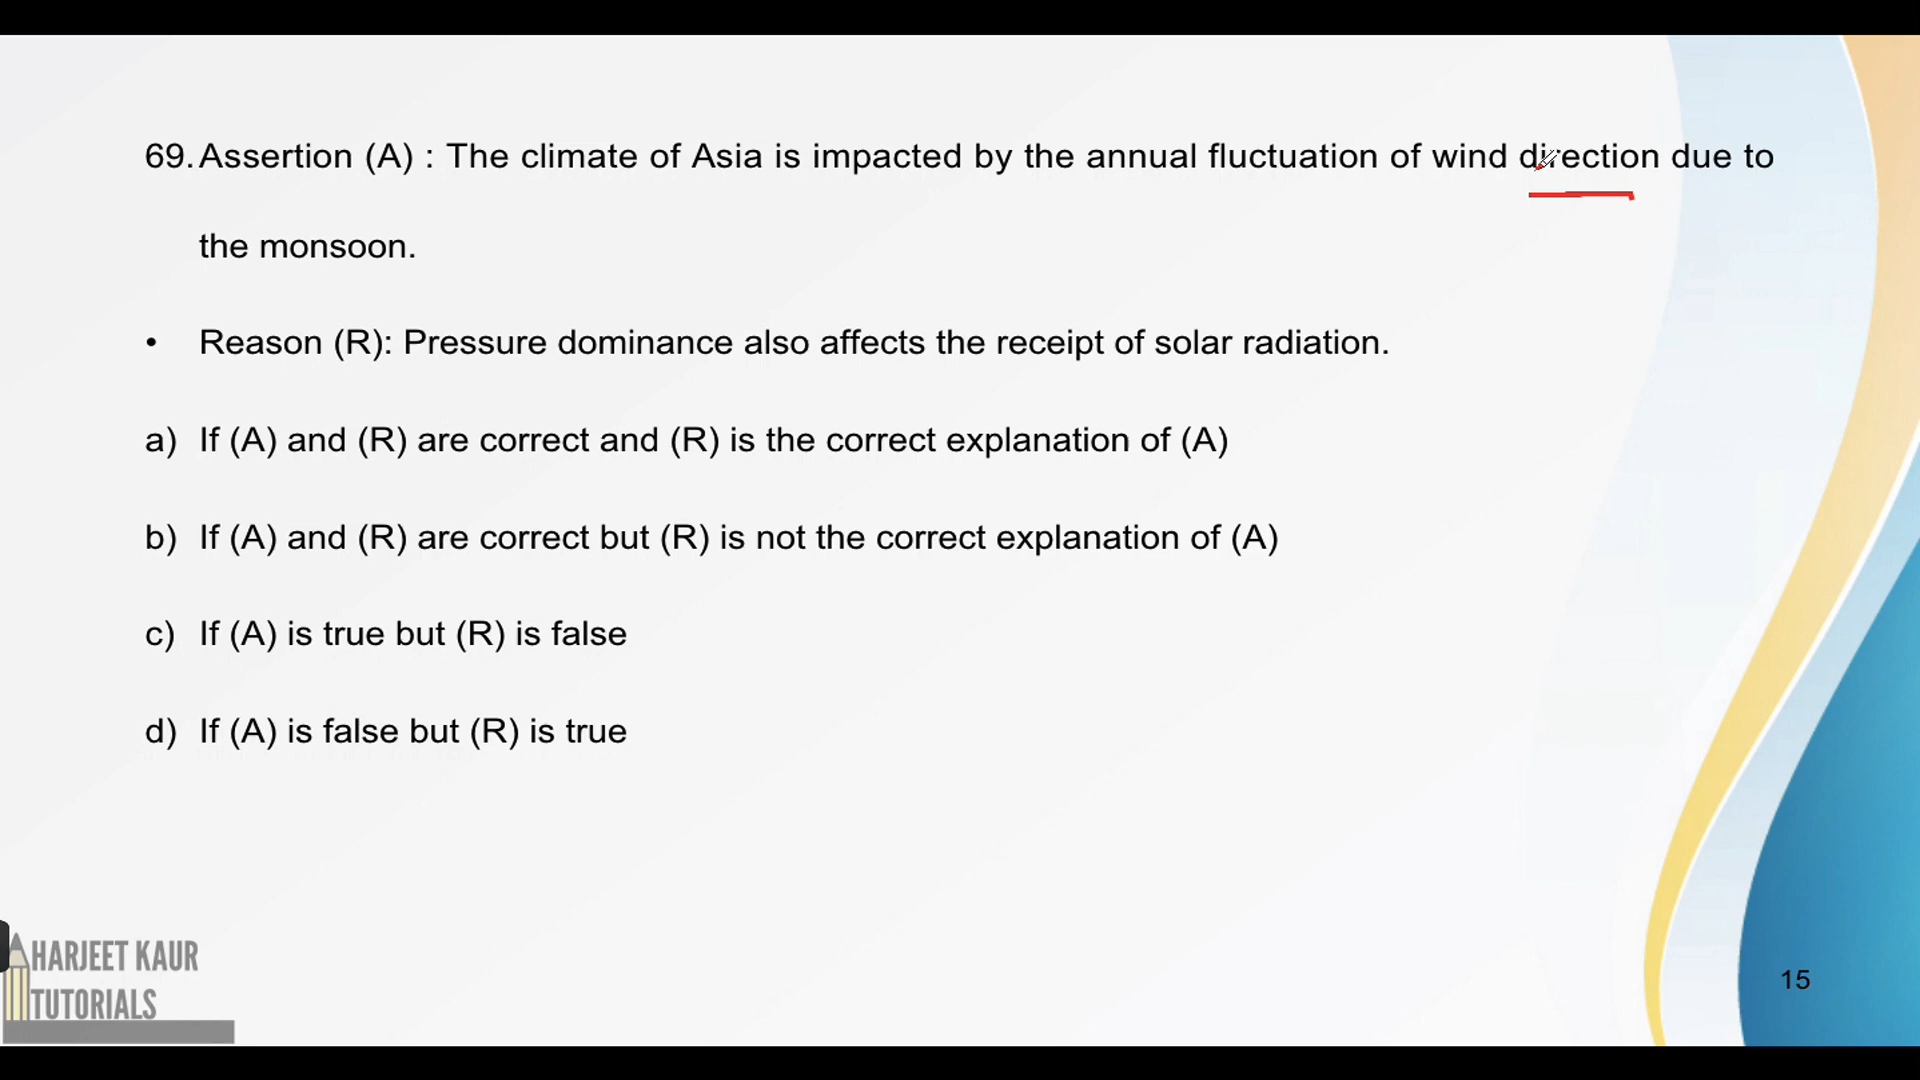 69. Assertion (A) : The climate of Asia is impacted by the annual fluctuation of wind direction due to
the monsoon.
• Reason (R): Pressure dominance also affects the receipt of solar radiation.
a) If (A) and (R) are correct and (R) is the correct explanation of (A)
b) If (A) and (R) are correct but (R) is not the correct explanation of (A)
c) If (A) is true but (R) is false
d) If (A) is false but (R) is true
HARJEET KAUR
TUTORIALS
15